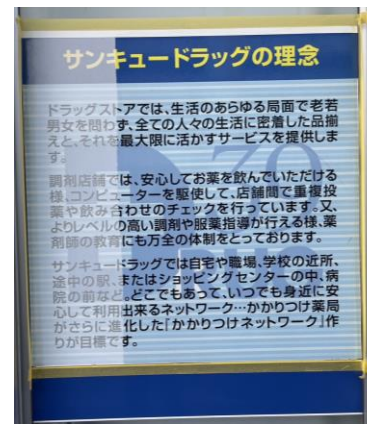 サンキュードラッグの理念
ドラッグストアでは、生活のあらゆる局面で老若
男女を問わず、全ての人々の生活に密着した品揃
えと、それを最大限に活かすサービスを提供しま
す。
調剤店舗では、安心してお薬を飲んでいただける
様、コンピューターを駆使して、店舗間で重複投
薬や飲み合わせのチェックを行っています。又、
よりレベルの高い調剤や服薬指導が行える様、薬
剤師の教育にも万全の体制をとっております。
サンキュードラッグでは自宅や職場、学校の近所、
途中の駅、またはショッピングセンターの中、病
院の前など。どこでもあって、いつでも身近に安
心して利用出来るネットワーク…かかりつけ薬局
がさらに進化した「かかりつけネットワーク」作
りが目標です。